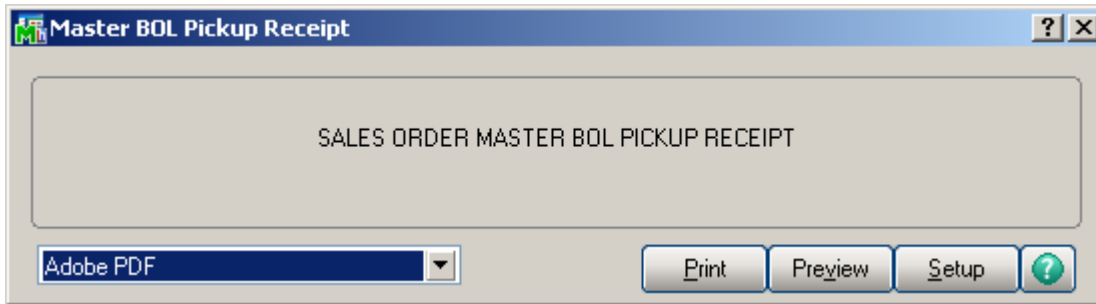 Master BOL Pickup Receipt
SALES ORDER MASTER BOL PICKUP RECEIPT
Adobe PDF Print Preview Setup